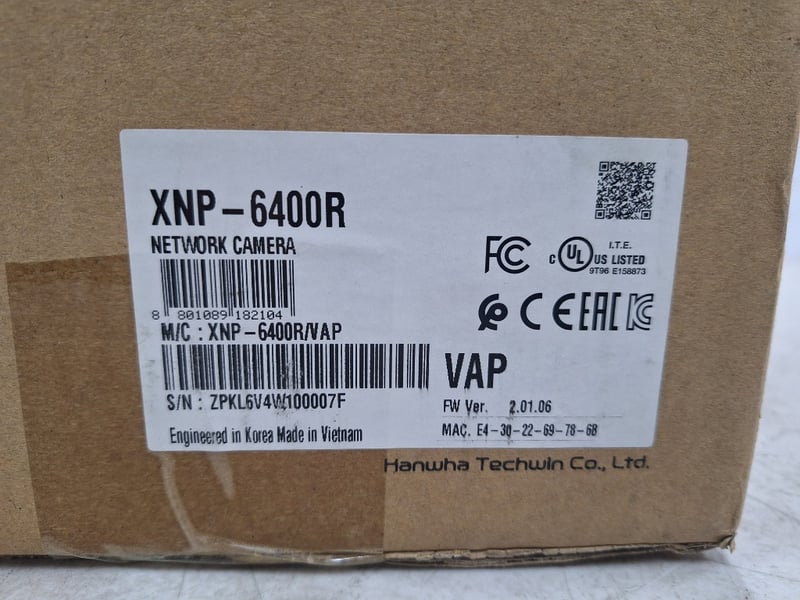 XNP-6400R
NETWORK CAMERA
8 801089 182104
M/C : XNP-6400R/VAP
S/N : ZPKL6V4W100007F
Engineered in Korea Made in Vietnam
FC
c UL US LISTED
I.T.E.
9T96 E158873
CE EAC KC
VAP
FW Ver. 2.01.06
MAC. E4-30-22-69-78-6B
Hanwha Techwin Co., Ltd.